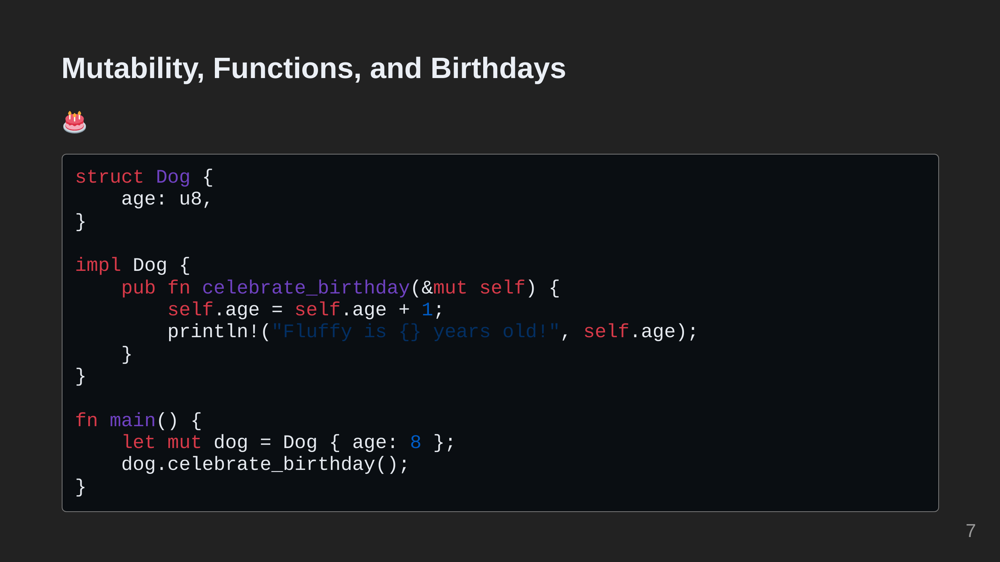 Mutability, Functions, and Birthdays
🎂
struct Dog {
    age: u8,
}

impl Dog {
    pub fn celebrate_birthday(&mut self) {
        self.age = self.age + 1;
        println!("Fluffy is {} years old!", self.age);
    }
}

fn main() {
    let mut dog = Dog { age: 8 };
    dog.celebrate_birthday();
}
7